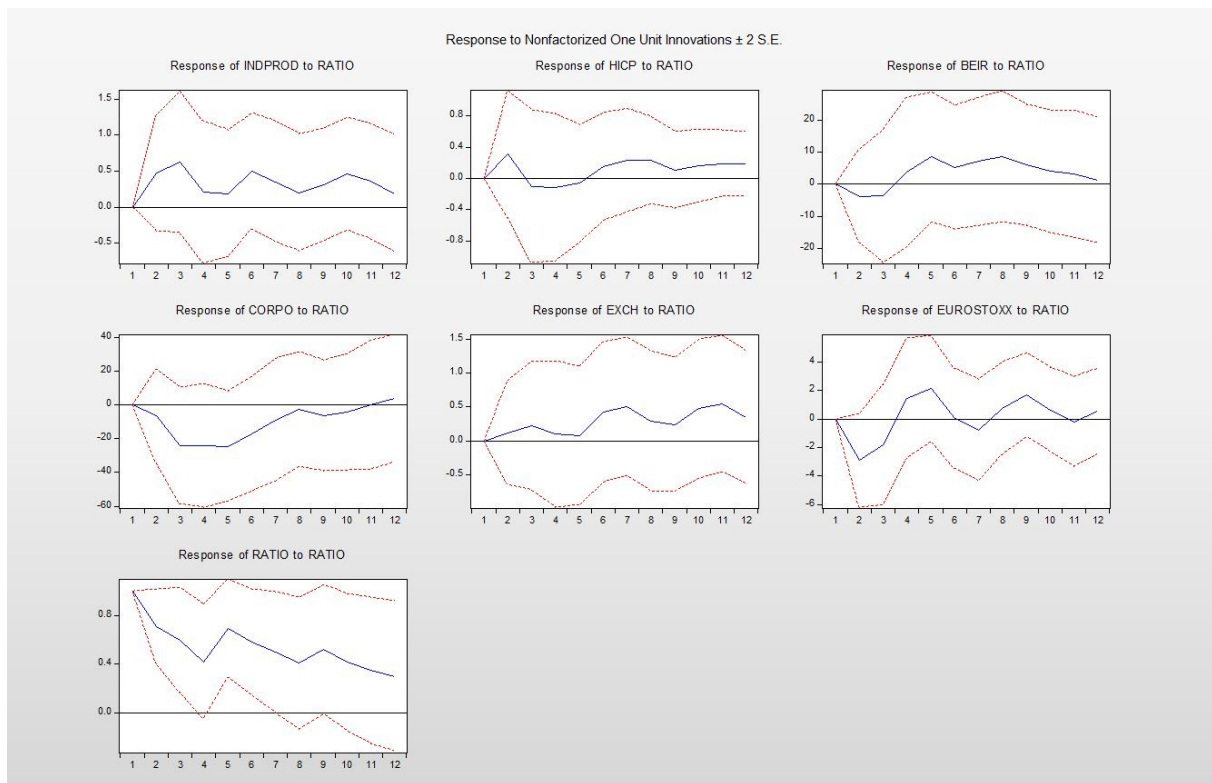 Response to Nonfactorized One Unit Innovations ± 2 S.E.
Response of INDPROD to RATIO
1.5
1.0
0.5
0.0
-0.5
1 2 3 4 5 6 7 8 9 10 11 12
Response of HICP to RATIO
0.8
0.4
0.0
-0.4
-0.8
1 2 3 4 5 6 7 8 9 10 11 12
Response of BEIR to RATIO
20
10
0
-10
-20
1 2 3 4 5 6 7 8 9 10 11 12
Response of CORPO to RATIO
40
20
0
-20
-40
-60
1 2 3 4 5 6 7 8 9 10 11 12
Response of EXCH to RATIO
1.5
1.0
0.5
0.0
-0.5
1 2 3 4 5 6 7 8 9 10 11 12
Response of EUROSTOXX to RATIO
4
2
0
-2
-4
-6
1 2 3 4 5 6 7 8 9 10 11 12
Response of RATIO to RATIO
0.8
0.4
0.0
1 2 3 4 5 6 7 8 9 10 11 12